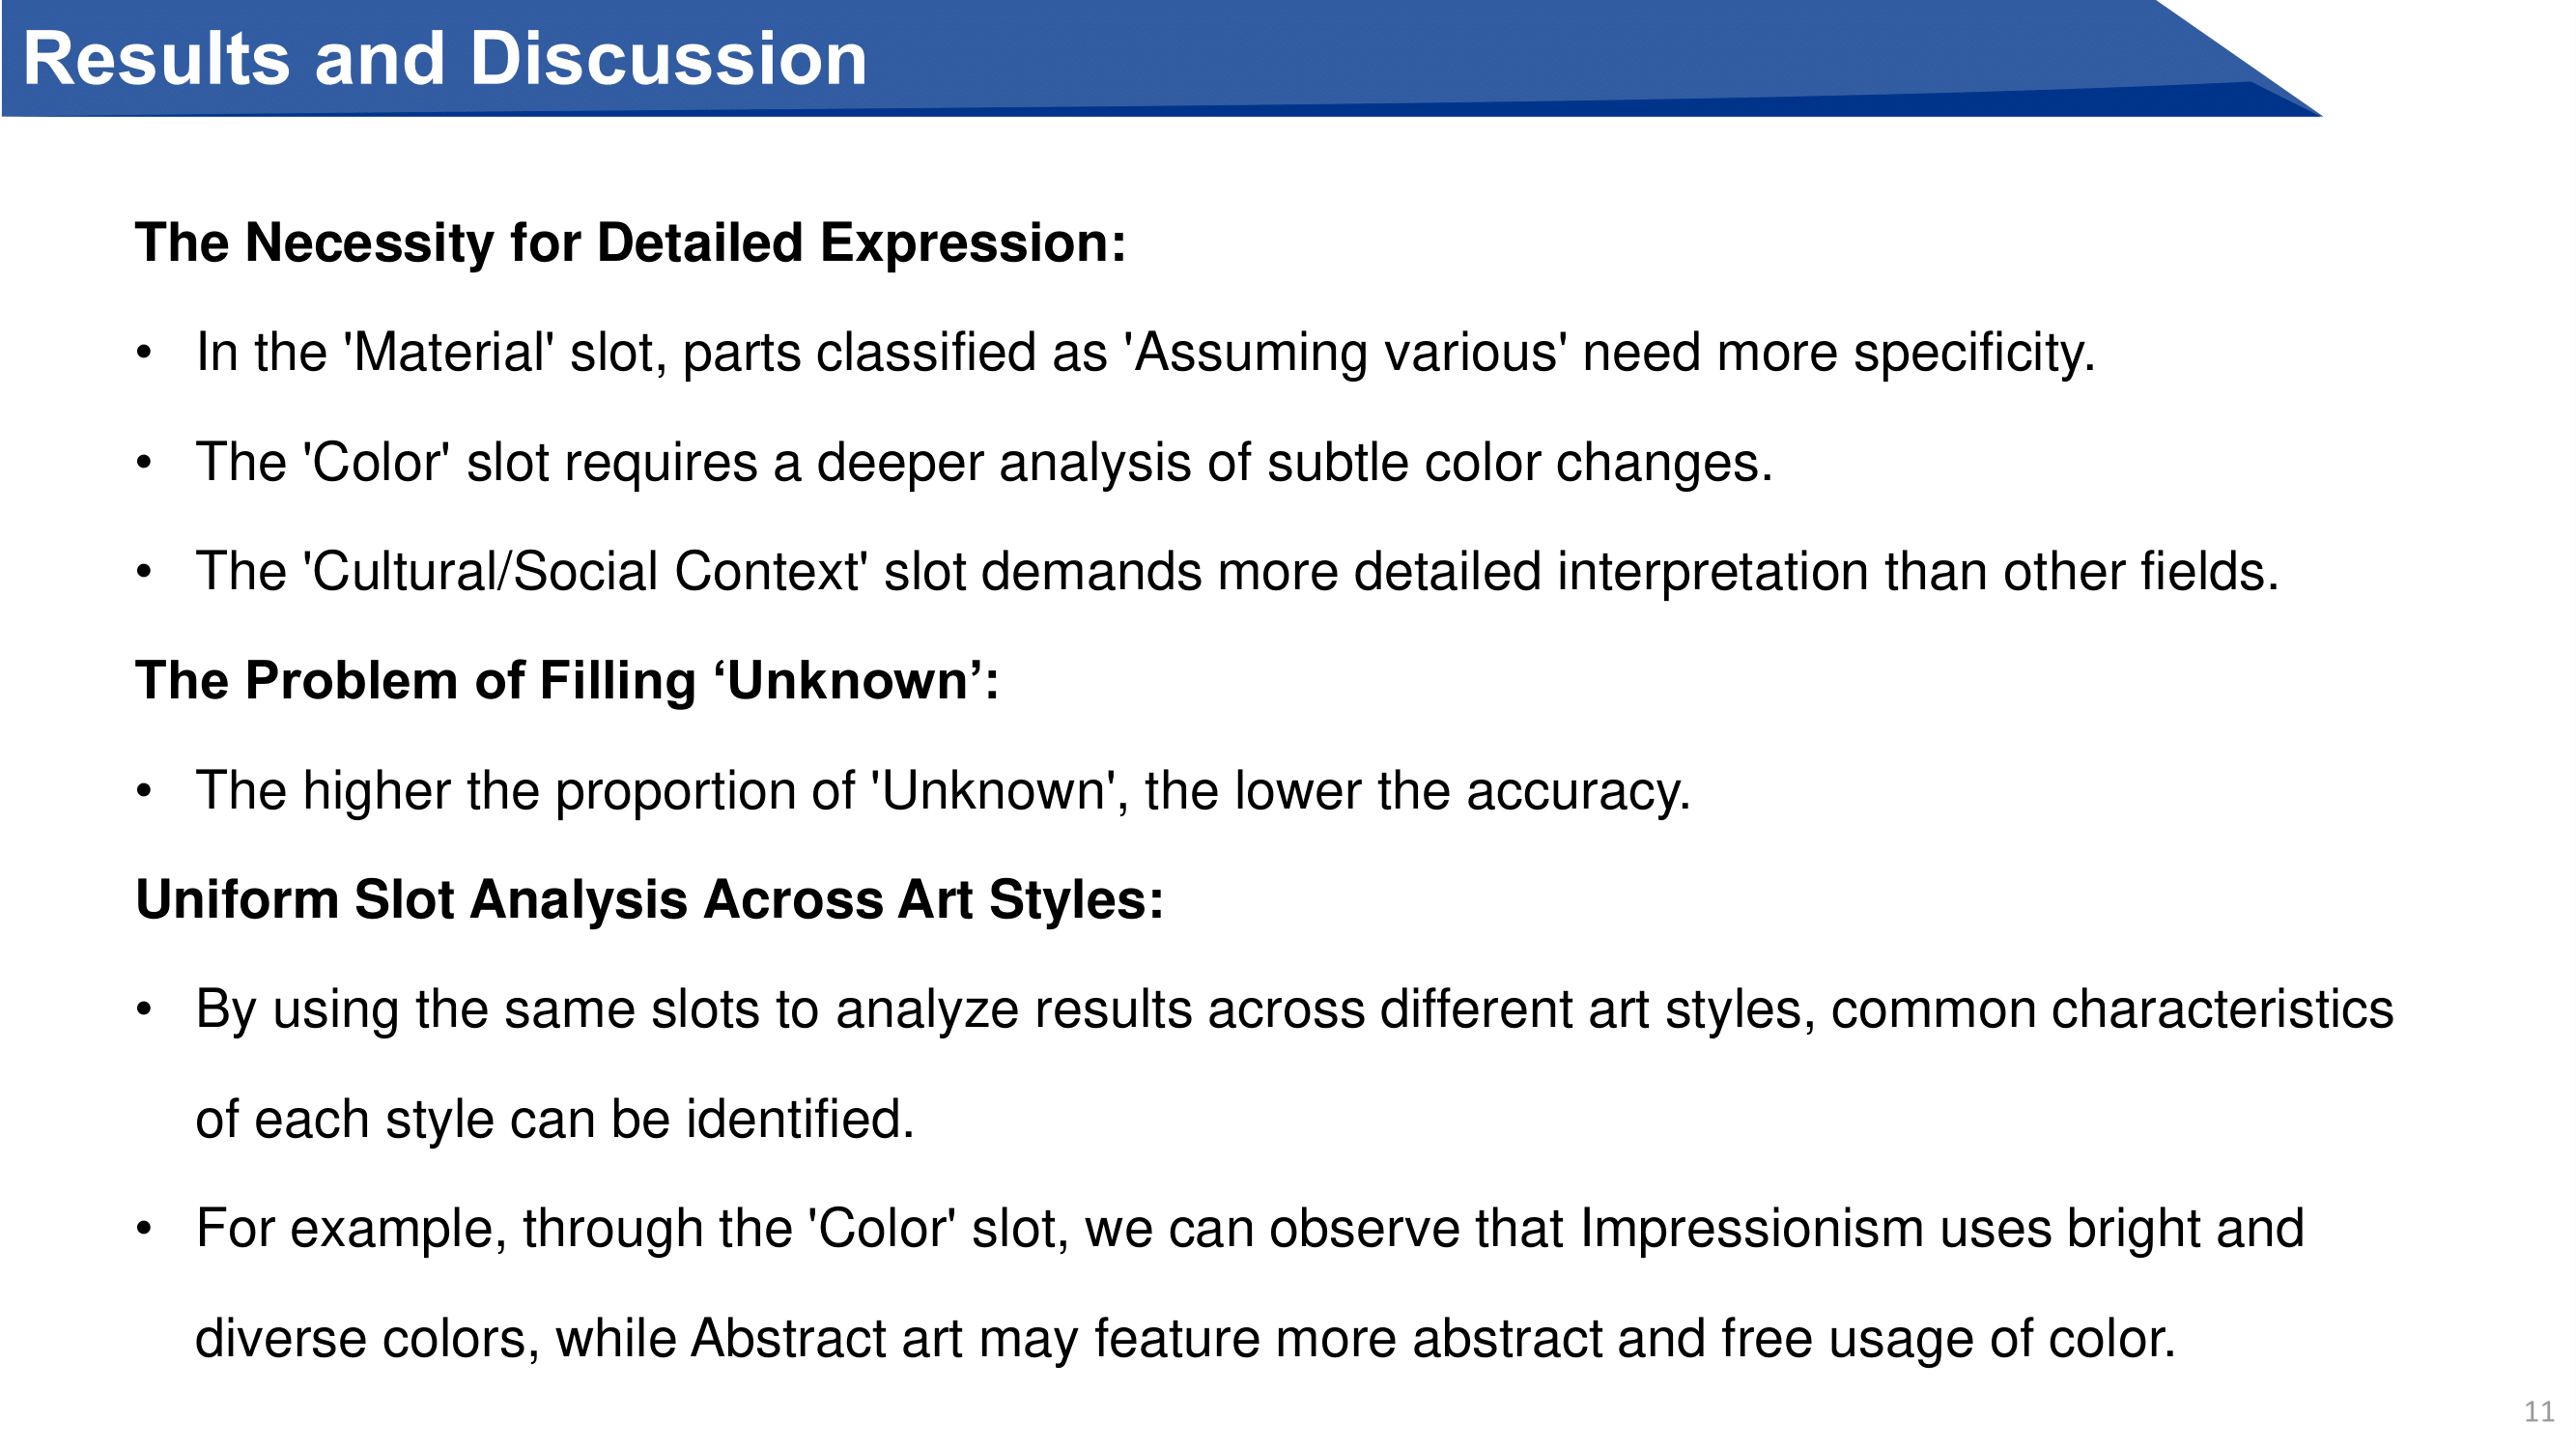 Results and Discussion
The Necessity for Detailed Expression:
• In the 'Material' slot, parts classified as 'Assuming various' need more specificity.
• The 'Color' slot requires a deeper analysis of subtle color changes.
• The 'Cultural/Social Context' slot demands more detailed interpretation than other fields.
The Problem of Filling ‘Unknown’:
• The higher the proportion of 'Unknown', the lower the accuracy.
Uniform Slot Analysis Across Art Styles:
• By using the same slots to analyze results across different art styles, common characteristics
of each style can be identified.
• For example, through the 'Color' slot, we can observe that Impressionism uses bright and
diverse colors, while Abstract art may feature more abstract and free usage of color.
11